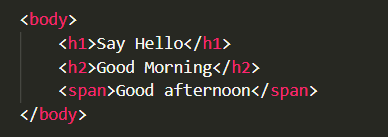 <body>
    <h1>Say Hello</h1>
    <h2>Good Morning</h2>
    <span>Good afternoon</span>
</body>